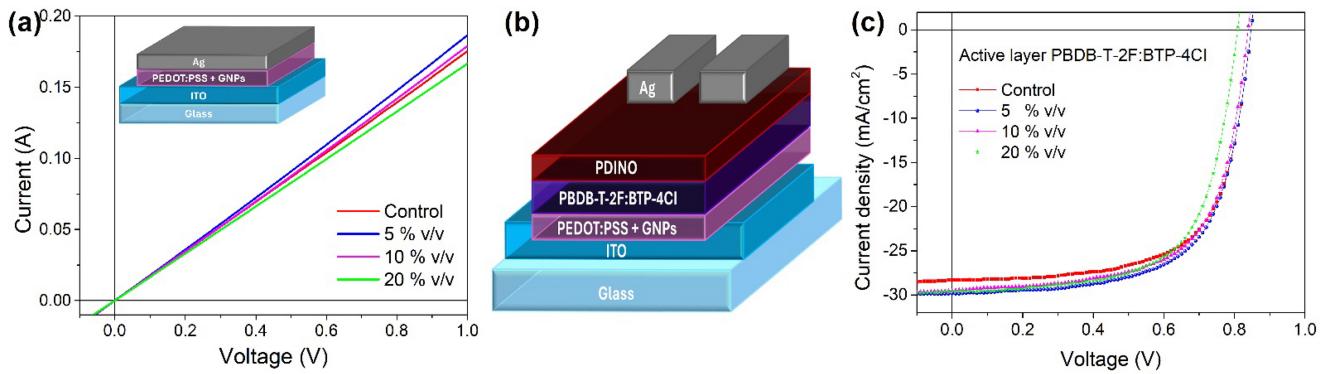 (a)
0.20
0.15
0.10
0.05
0.00
Current (A)
Ag
PEDOT:PSS + GNPs
ITO
Glass
Control
5 % v/v
10 % v/v
20 % v/v
0.0 0.2 0.4 0.6 0.8 1.0
Voltage (V)
(b)
Ag
PDINO
PBDB-T-2F:BTP-4Cl
PEDOT:PSS + GNPs
ITO
Glass
(c)
0
-5
-10
-15
-20
-25
-30
Current density (mA/cm²)
Active layer PBDB-T-2F:BTP-4Cl
Control
5 % v/v
10 % v/v
20 % v/v
0.0 0.2 0.4 0.6 0.8 1.0
Voltage (V)